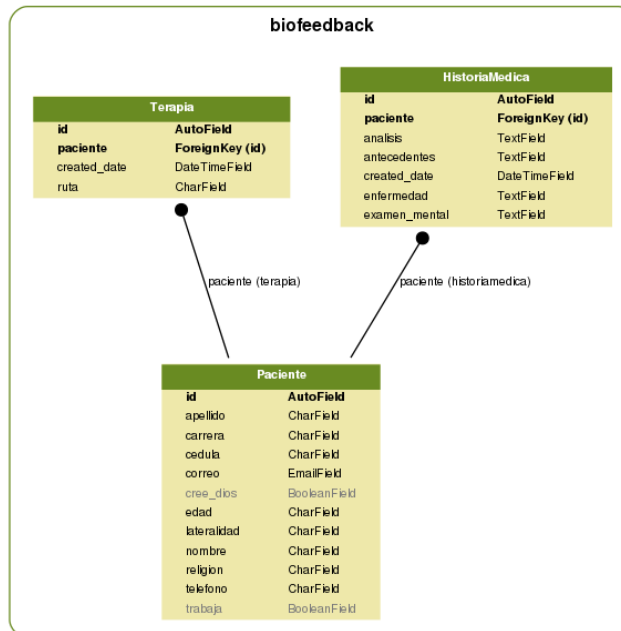 biofeedback
Terapia
id AutoField
paciente ForeignKey (id)
created_date DateTimeField
ruta CharField
HistoriaMedica
id AutoField
paciente ForeignKey (id)
analisis TextField
antecedentes TextField
created_date DateTimeField
enfermedad TextField
examen_mental TextField
paciente (terapia)
paciente (historiamedica)
Paciente
id AutoField
apellido CharField
carrera CharField
cedula CharField
correo EmailField
cree_dios BooleanField
edad CharField
lateralidad CharField
nombre CharField
religion CharField
telefono CharField
trabaja BooleanField